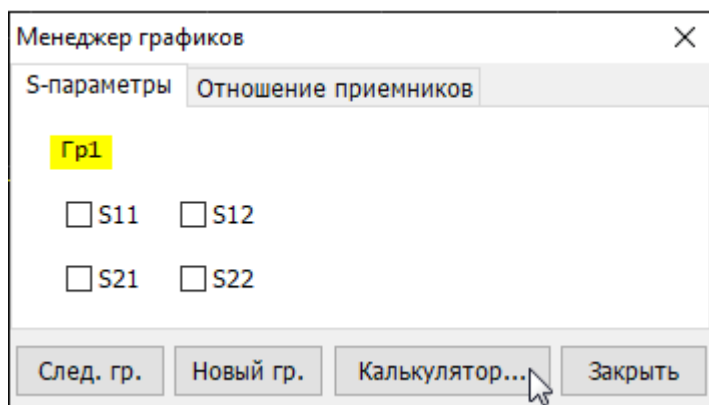 Менеджер графиков
S-параметры Отношение приемников
Гр1
S11 S12
S21 S22
След. гр. Новый гр. Калькулятор... Закрыть